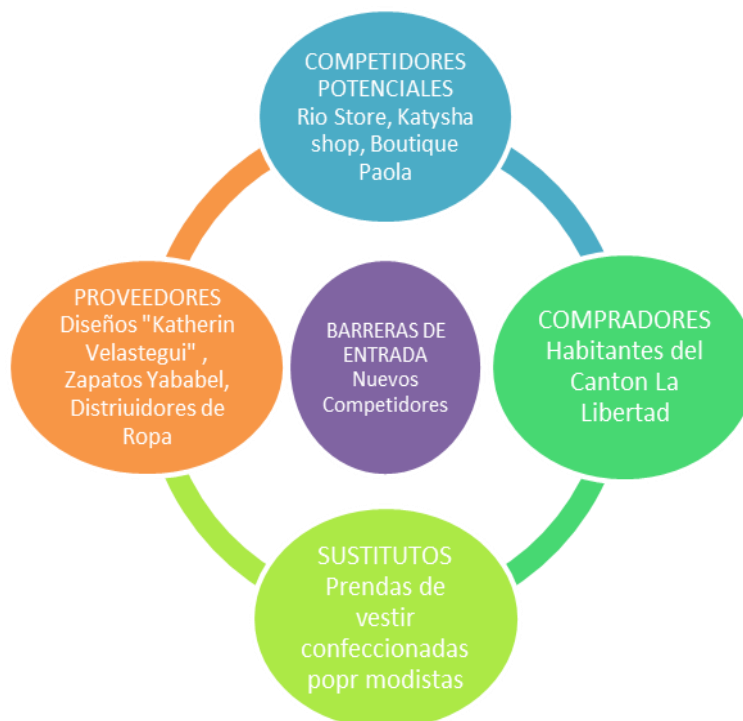 COMPETIDORES
POTENCIALES
Rio Store, Katysha
shop, Boutique
Paola
PROVEEDORES
Diseños "Katherin
Velastegui" ,
Zapatos Yababel,
Distriuidores de
Ropa
BARRERAS DE
ENTRADA
Nuevos
Competidores
COMPRADORES
Habitantes del
Canton La
Libertad
SUSTITUTOS
Prendas de
vestir
confeccionadas
popr modistas